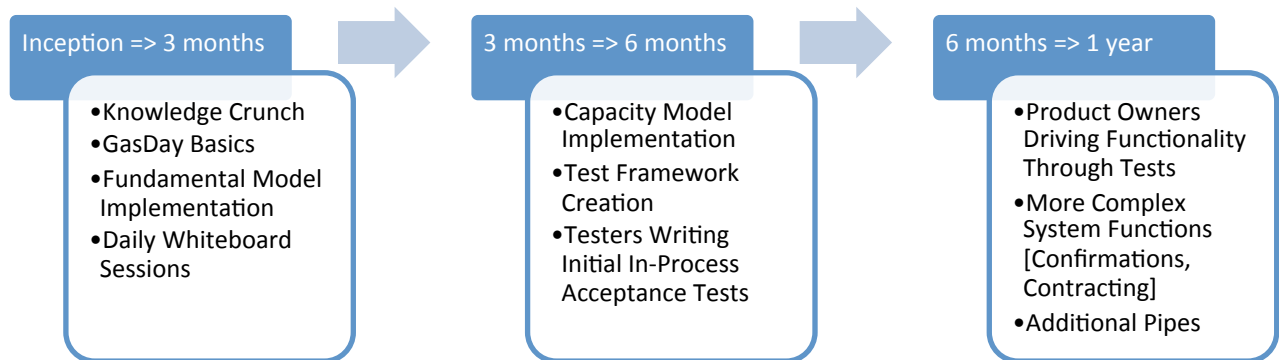 Inception => 3 months
•Knowledge Crunch
•GasDay Basics
•Fundamental Model
Implementation
•Daily Whiteboard
Sessions
3 months => 6 months
•Capacity Model
Implementation
•Test Framework
Creation
•Testers Writing
Initial In-Process
Acceptance Tests
6 months => 1 year
•Product Owners
Driving Functionality
Through Tests
•More Complex
System Functions
[Confirmations,
Contracting]
•Additional Pipes